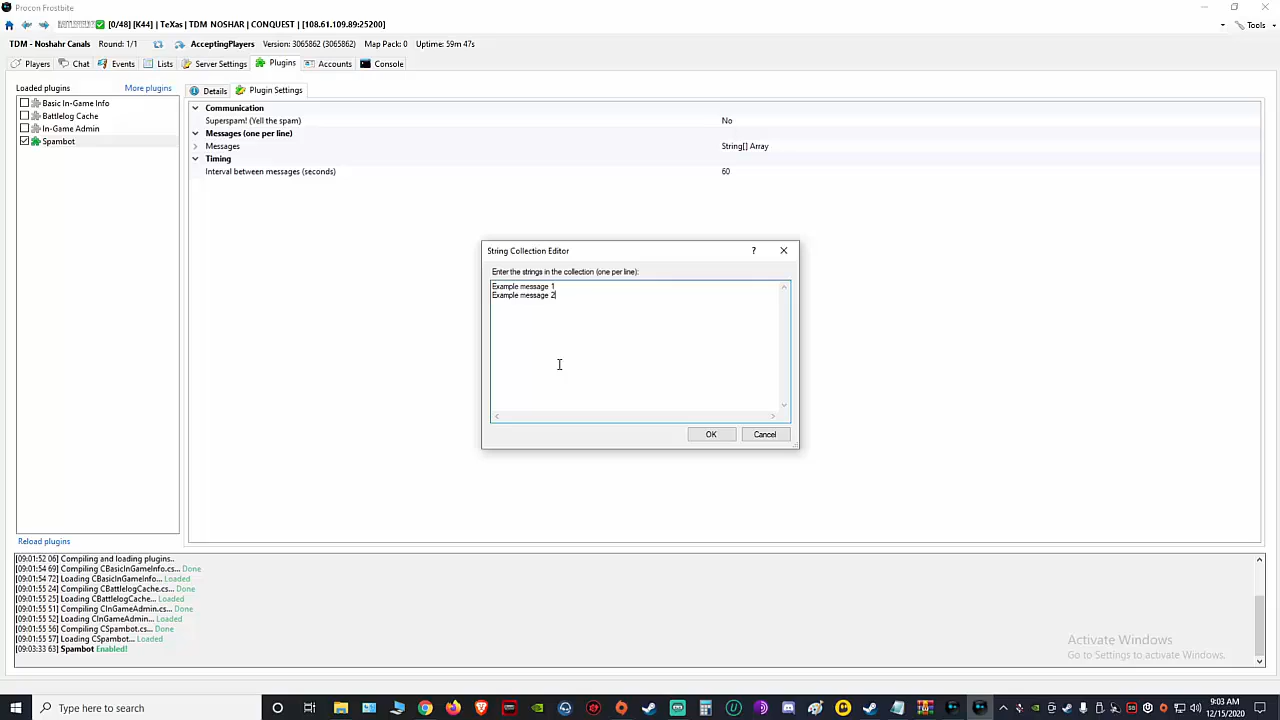 Procon Frostbite
[0/48] [K44] | TeXas | TDM NOSHAR | CONQUEST | [108.61.109.89:25200]
Tools
TDM - Noshahr Canals Round: 1/1 AcceptingPlayers Version: 3065862 (3065862) Map Pack: 0 Uptime: 59m 47s
Players Chat Events Lists Server Settings Plugins Accounts Console
Loaded plugins More plugins
Details Plugin Settings
Basic In-Game Info
Battlelog Cache
In-Game Admin
Spambot
Communication
Superspam! (Yell the spam) No
Messages (one per line)
Messages String[] Array
Timing
Interval between messages (seconds) 60
String Collection Editor ?
Enter the strings in the collection (one per line):
Example message 1
Example message 2
OK Cancel
Reload plugins
[09:01:52 06] Compiling and loading plugins..
[09:01:54 69] Compiling CBasicInGameInfo.cs... Done
[09:01:54 72] Loading CBasicInGameInfo... Loaded
[09:01:55 24] Compiling CBattlelogCache.cs... Done
[09:01:55 25] Loading CBattlelogCache... Loaded
[09:01:55 51] Compiling CInGameAdmin.cs... Done
[09:01:55 52] Loading CInGameAdmin... Loaded
[09:01:55 56] Compiling CSpambot.cs... Done
[09:01:55 57] Loading CSpambot... Loaded
[09:03:33 63] Spambot Enabled!
Activate Windows
Go to Settings to activate Windows.
Type here to search
9:03 AM
12/15/2020